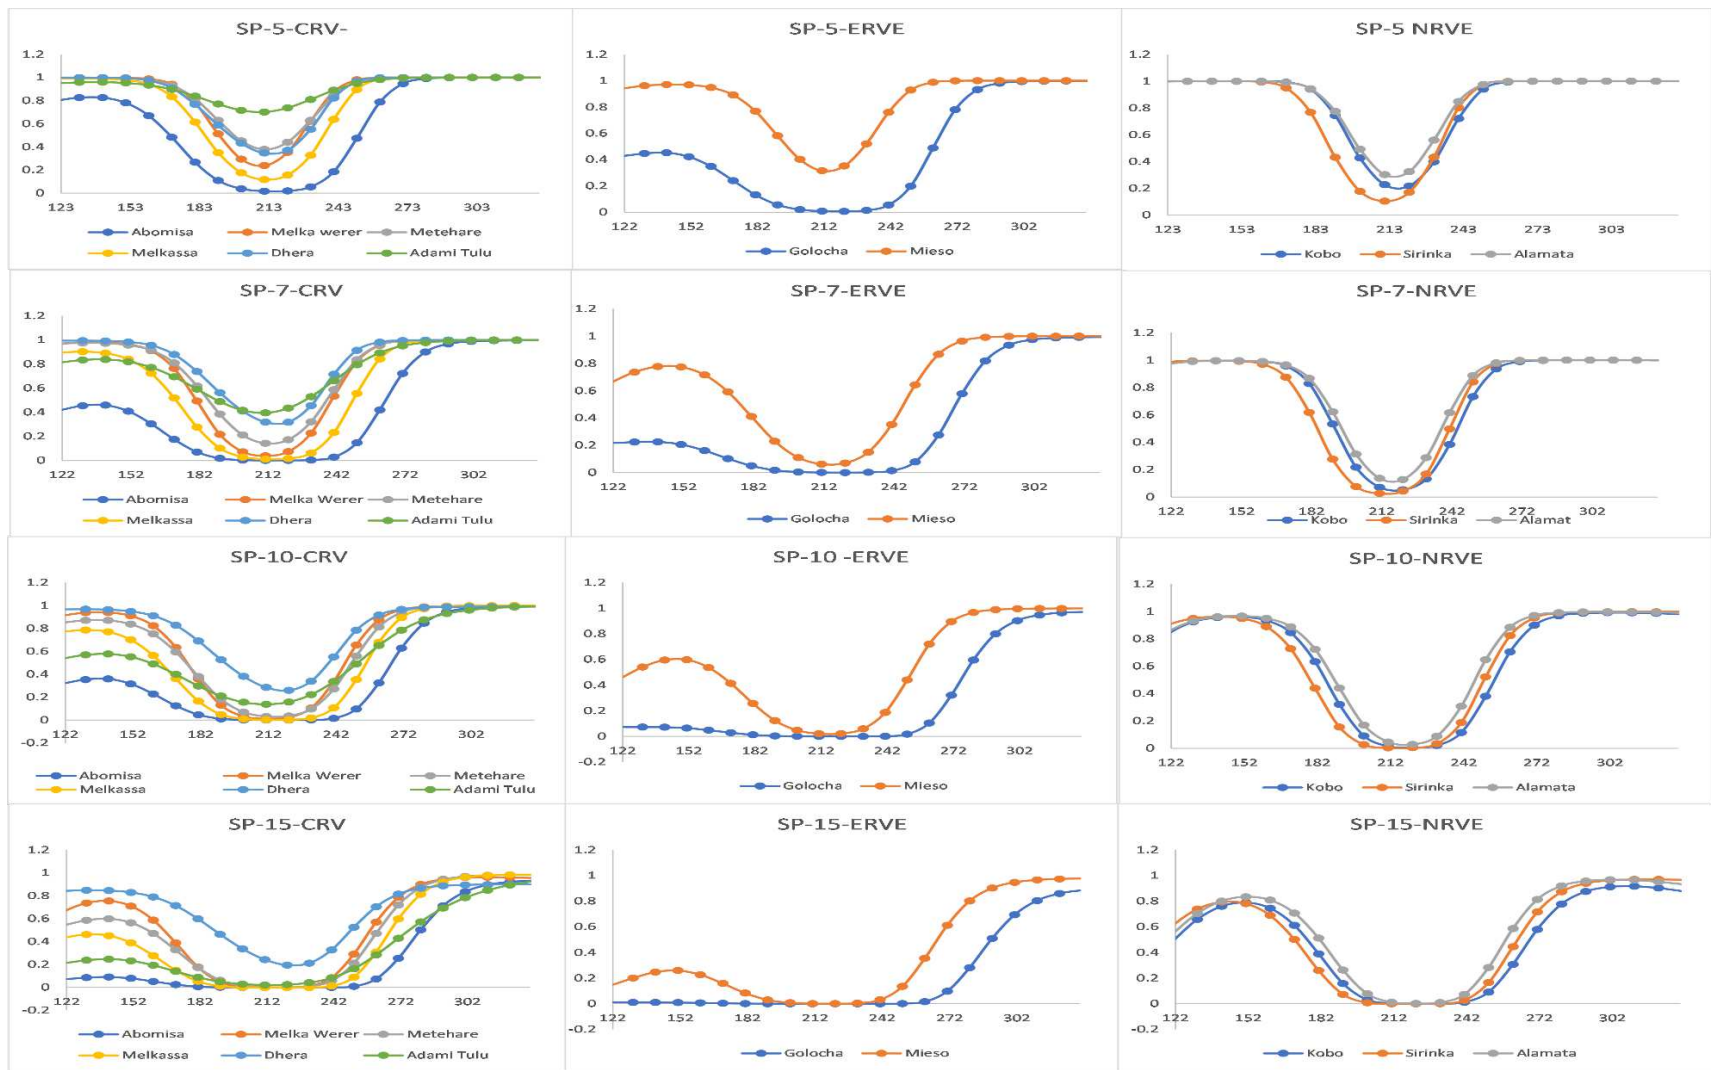 SP-5-CRV-
1.2
1
0.8
0.6
0.4
0.2
0
123 153 183 213 243 273 303
Abomisa Melka werer Metehare
Melkassa Dhera Adami Tulu
SP-5-ERVE
1.2
1
0.8
0.6
0.4
0.2
0
122 152 182 212 242 272 302
Golocha Mieso
SP-5 NRVE
1.2
1
0.8
0.6
0.4
0.2
0
123 153 183 213 243 273 303
Kobo Sirinka Alamata
SP-7-CRV
1.2
1
0.8
0.6
0.4
0.2
0
122 152 182 212 242 272 302
Abomisa Melka Werer Metehare
Melkassa Dhera Adami Tulu
SP-7-ERVE
1.2
1
0.8
0.6
0.4
0.2
0
122 152 182 212 242 272 302
Golocha Mieso
SP-7-NRVE
1.2
1
0.8
0.6
0.4
0.2
0
122 152 182 212 242 272 302
Kobo Sirinka Alamat
SP-10-CRV
1.2
1
0.8
0.6
0.4
0.2
0
-0.2
122 152 182 212 242 272 302
Abomisa Melka Werer Metehare
Melkassa Dhera Adami Tulu
SP-10 -ERVE
1.2
1
0.8
0.6
0.4
0.2
0
-0.2
122 152 182 212 242 272 302
Golocha Mieso
SP-10-NRVE
1.2
1
0.8
0.6
0.4
0.2
0
122 152 182 212 242 272 302
Kobo Sirinka Alamata
SP-15-CRV
1.2
1
0.8
0.6
0.4
0.2
0
-0.2
122 152 182 212 242 272 302
Abomisa Melka Werer Metehare
Melkassa Dhera Adami Tulu
SP-15-ERVE
1.2
1
0.8
0.6
0.4
0.2
0
-0.2
122 152 182 212 242 272 302
Golocha Mieso
SP-15-NRVE
1.2
1
0.8
0.6
0.4
0.2
0
-0.2
122 152 182 212 242 272 302
Kobo Sirinka Alamata